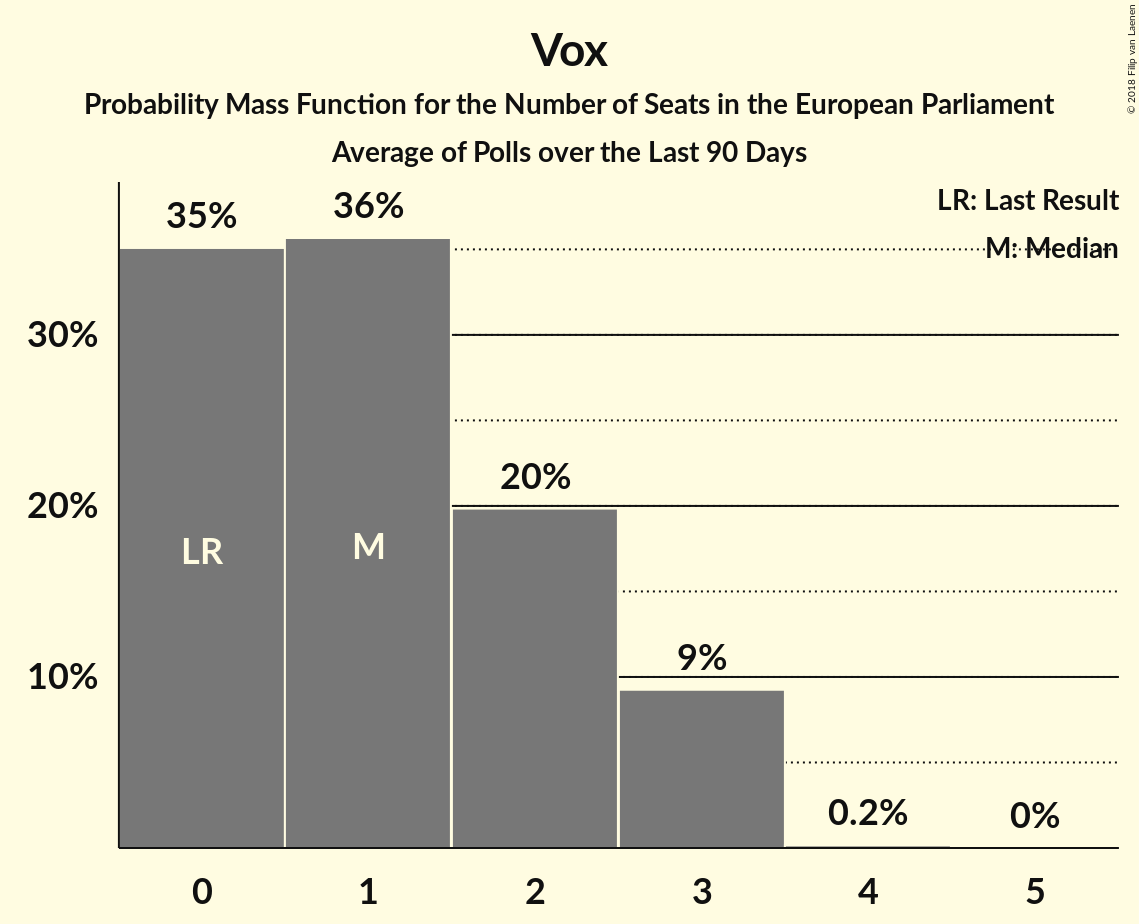 Vox
Probability Mass Function for the Number of Seats in the European Parliament
Average of Polls over the Last 90 Days
© 2018 Filip van Laenen
LR: Last Result
M: Median
35%
36%
20%
9%
0.2%
0%
LR
M
30%
20%
10%
0
1
2
3
4
5